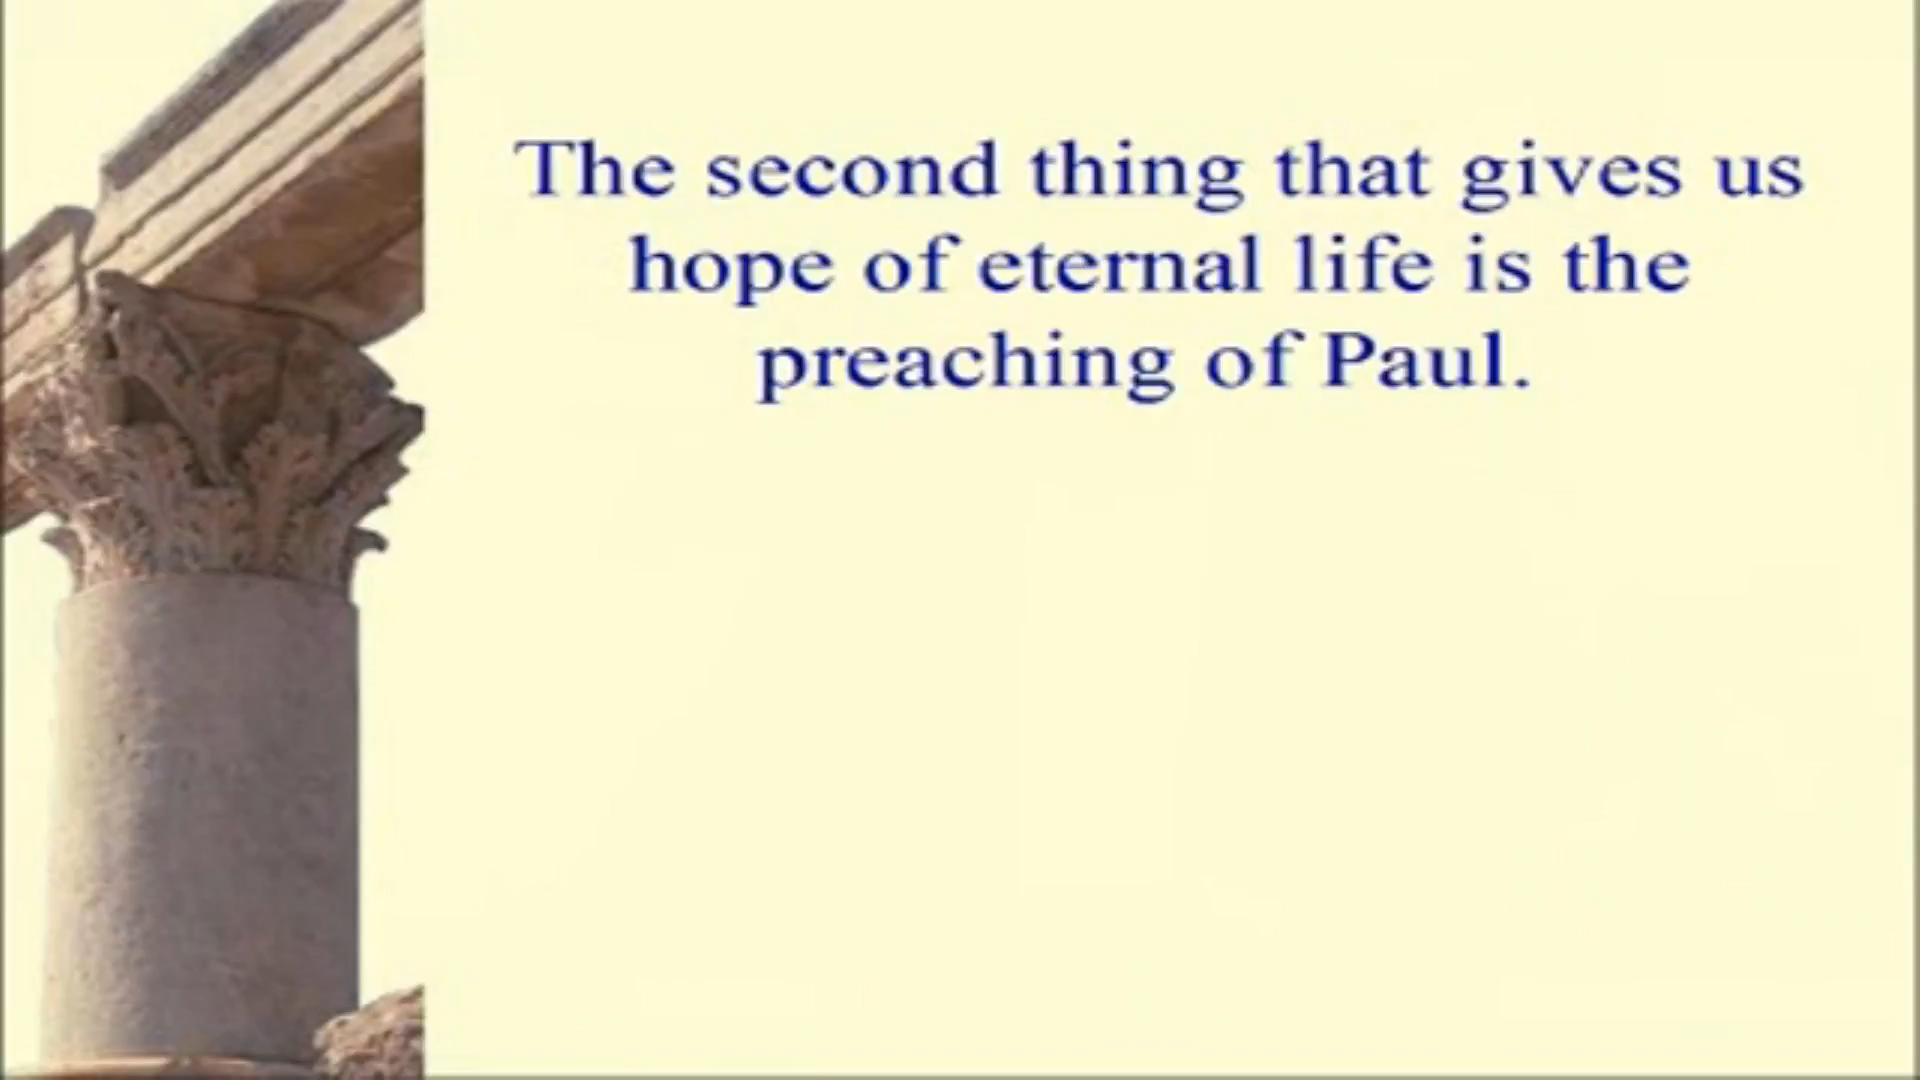 The second thing that gives us
hope of eternal life is the
preaching of Paul.